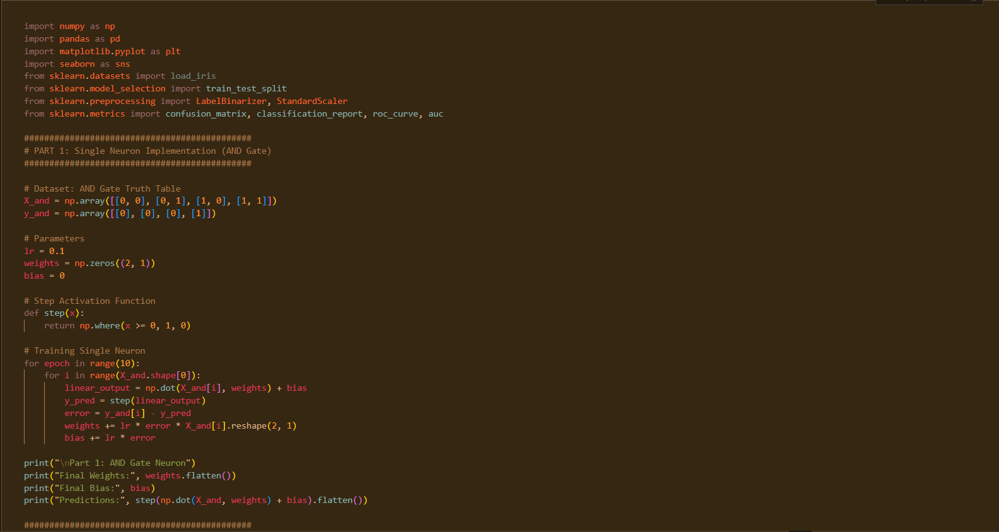 import numpy as np
import pandas as pd
import matplotlib.pyplot as plt
import seaborn as sns
from sklearn.datasets import load_iris
from sklearn.model_selection import train_test_split
from sklearn.preprocessing import LabelBinarizer, StandardScaler
from sklearn.metrics import confusion_matrix, classification_report, roc_curve, auc

#############################################
# PART 1: Single Neuron Implementation (AND Gate)
#############################################

# Dataset: AND Gate Truth Table
X_and = np.array([[0, 0], [0, 1], [1, 0], [1, 1]])
y_and = np.array([[0], [0], [0], [1]])

# Parameters
lr = 0.1
weights = np.zeros((2, 1))
bias = 0

# Step Activation Function
def step(x):
    return np.where(x >= 0, 1, 0)

# Training Single Neuron
for epoch in range(10):
    for i in range(X_and.shape[0]):
        linear_output = np.dot(X_and[i], weights) + bias
        y_pred = step(linear_output)
        error = y_and[i] - y_pred
        weights += lr * error * X_and[i].reshape(2, 1)
        bias += lr * error

print("\nPart 1: AND Gate Neuron")
print("Final Weights:", weights.flatten())
print("Final Bias:", bias)
print("Predictions:", step(np.dot(X_and, weights) + bias).flatten())

#############################################